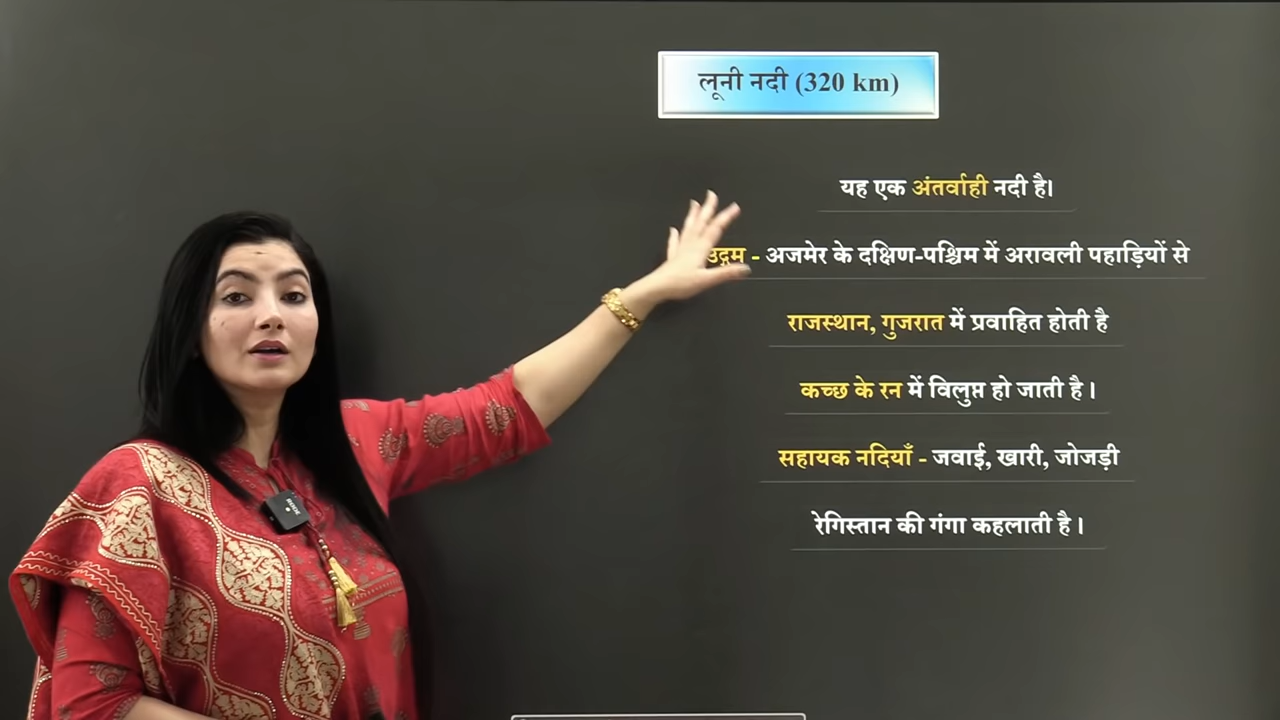 लूनी नदी (320 km)
यह एक अंतर्वाही नदी है।
उद्गम - अजमेर के दक्षिण-पश्चिम में अरावली पहाड़ियों से
राजस्थान, गुजरात में प्रवाहित होती है
कच्छ के रन में विलुप्त हो जाती है ।
सहायक नदियाँ - जवाई, खारी, जोजड़ी
रेगिस्तान की गंगा कहलाती है ।